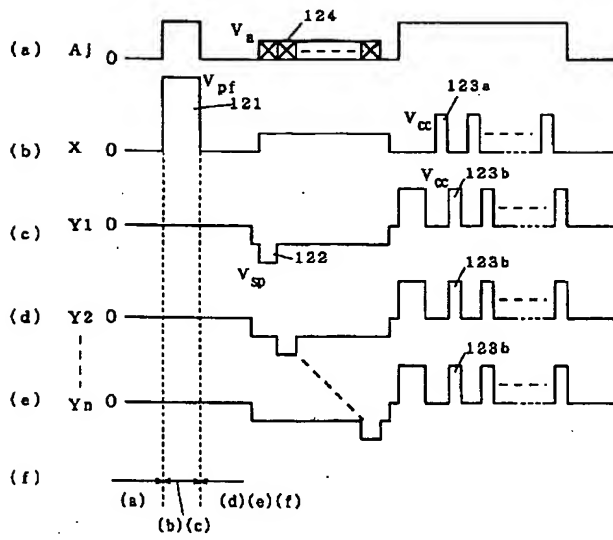 124
(a) Aj 0 Va
Vpf
121
123a
(b) X 0 Vcc
Vcc 123b
(c) Y1 0
122
Vsp
123b
(d) Y2 0
123b
(e) Yn 0
(f)
(a) (d)(e)(f)
(b)(c)